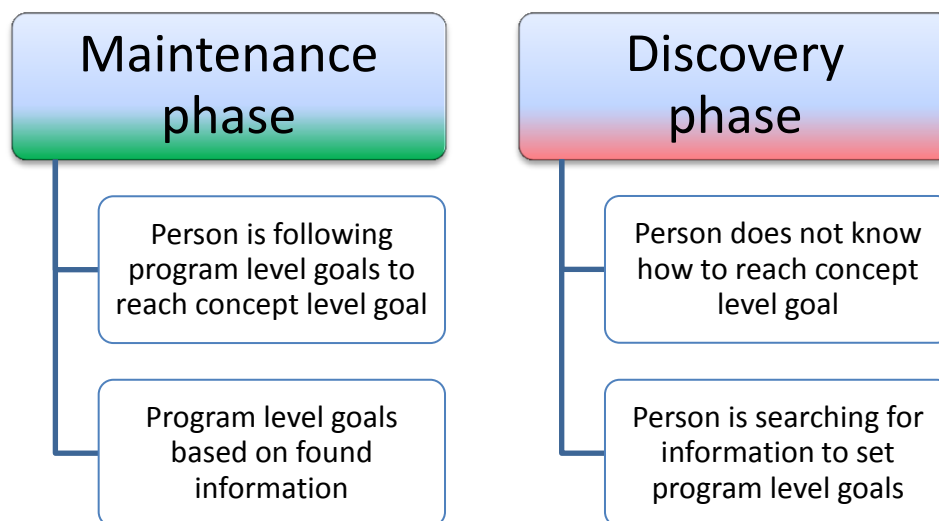 Maintenance
phase
Person is following
program level goals to
reach concept level goal
Program level goals
based on found
information
Discovery
phase
Person does not know
how to reach concept
level goal
Person is searching for
information to set
program level goals